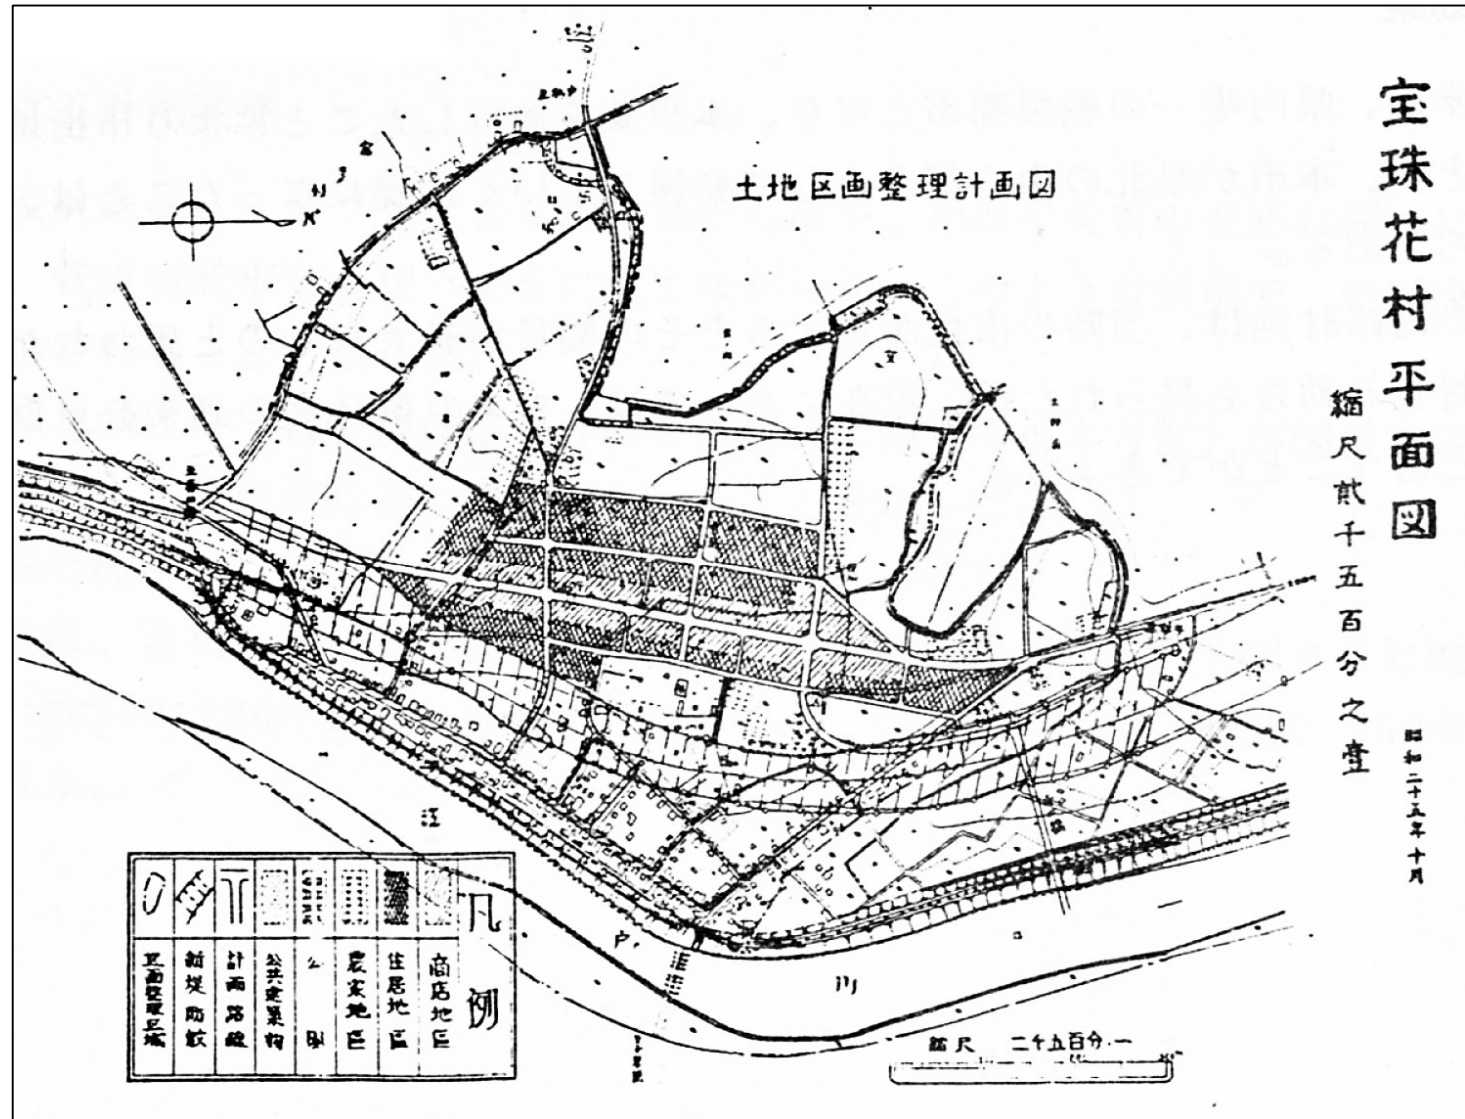 宝珠花村平面図
縮尺貮千五百分之壹
昭和二十五年十月
土地区画整理計画図
江
戸
川
凡例
商店地区
住居地区
農家地区
公共建築物
計画路線
新堤防敷
区画整理区域
縮尺 二千五百分一